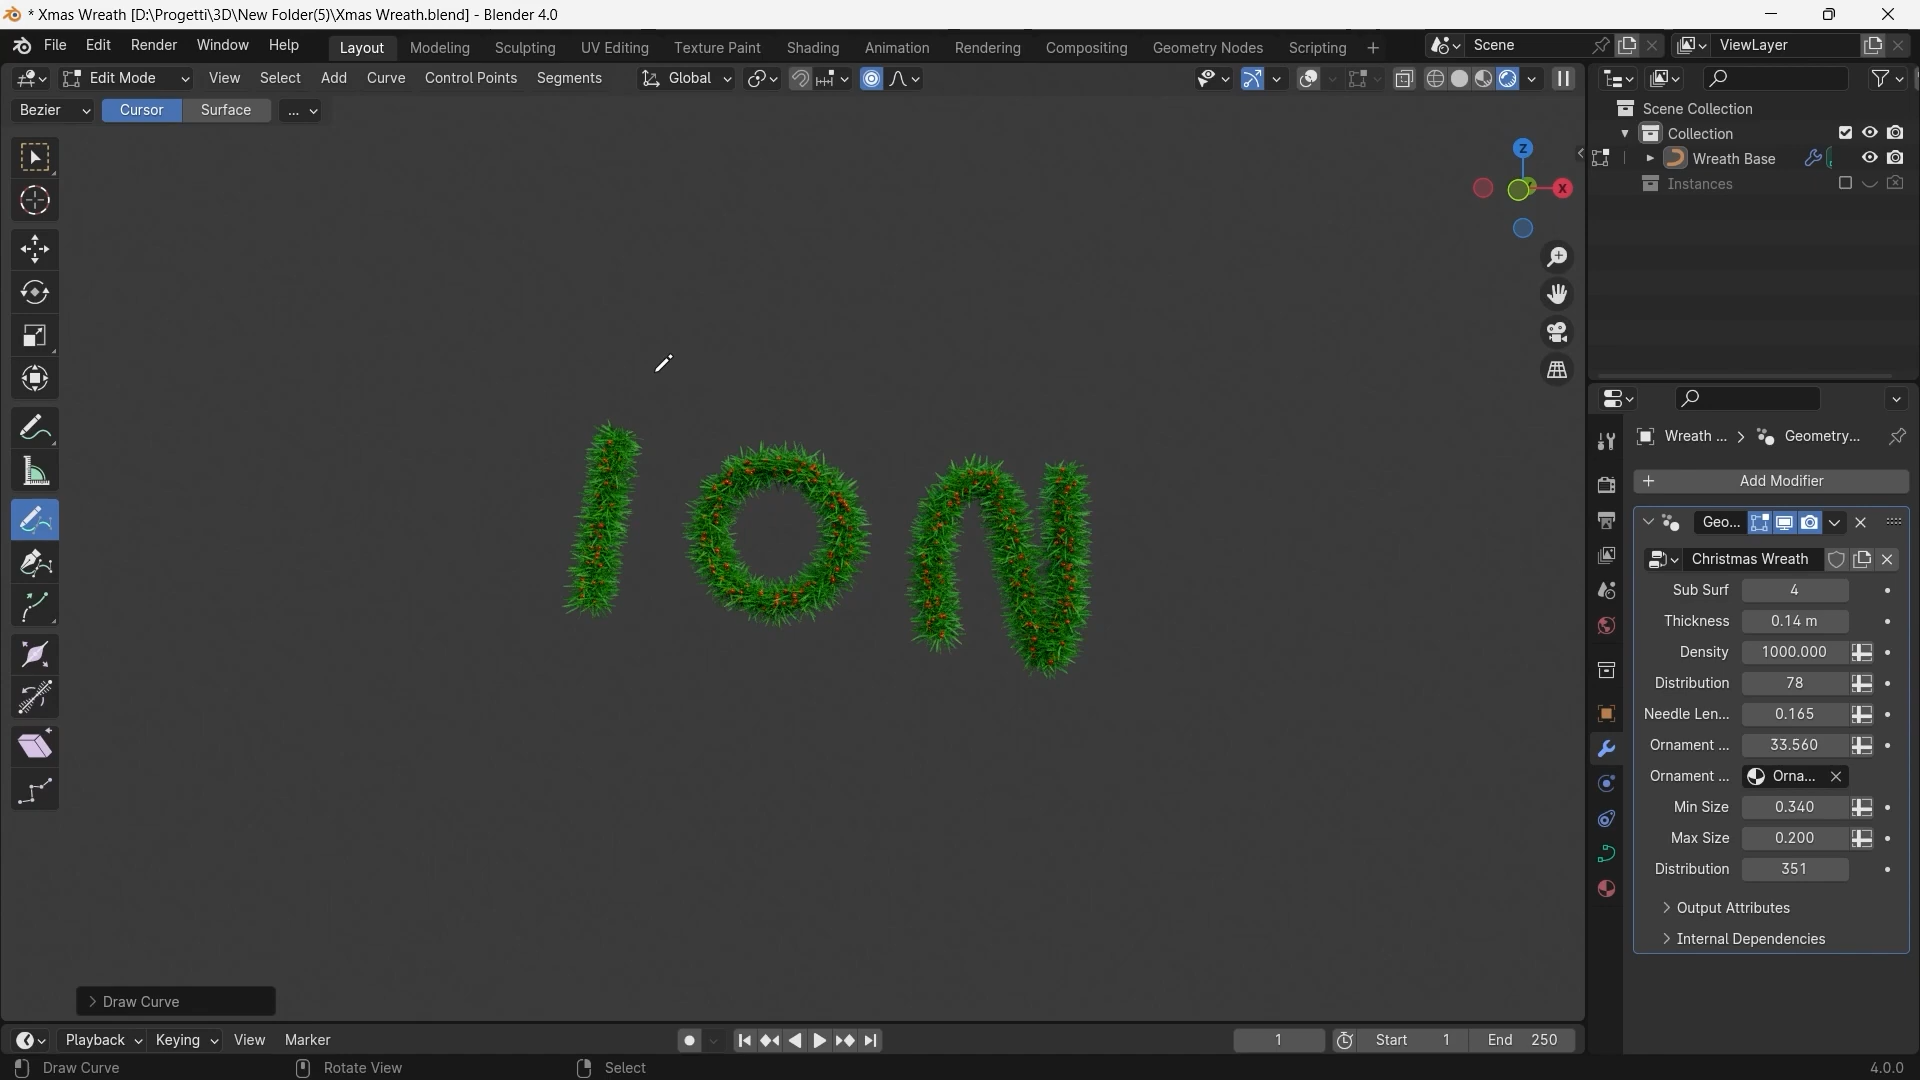 * Xmas Wreath [D:\Progetti\3D\New Folder(5)\Xmas Wreath.blend] - Blender 4.0
File Edit Render Window Help Layout Modeling Sculpting UV Editing Texture Paint Shading Animation Rendering Compositing Geometry Nodes Scripting + Scene ViewLayer
Edit Mode View Select Add Curve Control Points Segments Global
Bezier Cursor Surface ...
Scene Collection
Collection
Wreath Base
Instances
Z
X
ION
Wreath ... > Geometry...
+ Add Modifier
Geo...
Christmas Wreath
Sub Surf 4
Thickness 0.14 m
Density 1000.000
Distribution 78
Needle Len... 0.165
Ornament ... 33.560
Ornament ... Orna...
Min Size 0.340
Max Size 0.200
Distribution 351
Output Attributes
Internal Dependencies
Draw Curve
Playback Keying View Marker 1 Start 1 End 250
Draw Curve Rotate View Select 4.0.0